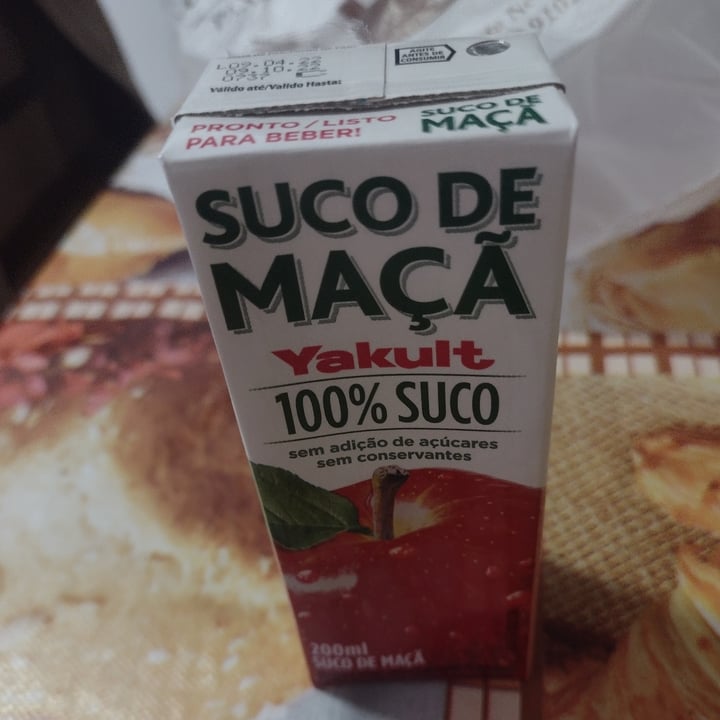 AGITE
ANTES DE
CONSUMIR
0737
Válido até/Valido Hasta:
PRONTO / LISTO
PARA BEBER!
SUCO DE
MAÇÃ
SUCO DE
MAÇÃ
Yakult
100% SUCO
sem adição de açúcares
sem conservantes
200ml
SUCO DE MAÇÃ